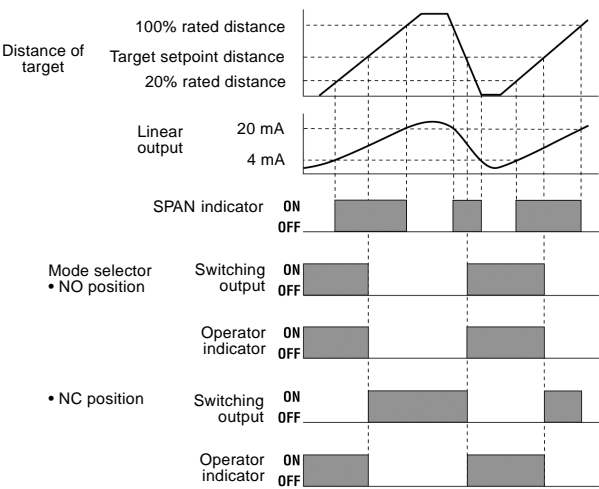 100% rated distance
Distance of
target
Target setpoint distance
20% rated distance
Linear
output
20 mA
4 mA
SPAN indicator
ON
OFF
Mode selector
• NO position
Switching
output
ON
OFF
Operator
indicator
ON
OFF
• NC position
Switching
output
ON
OFF
Operator
indicator
ON
OFF